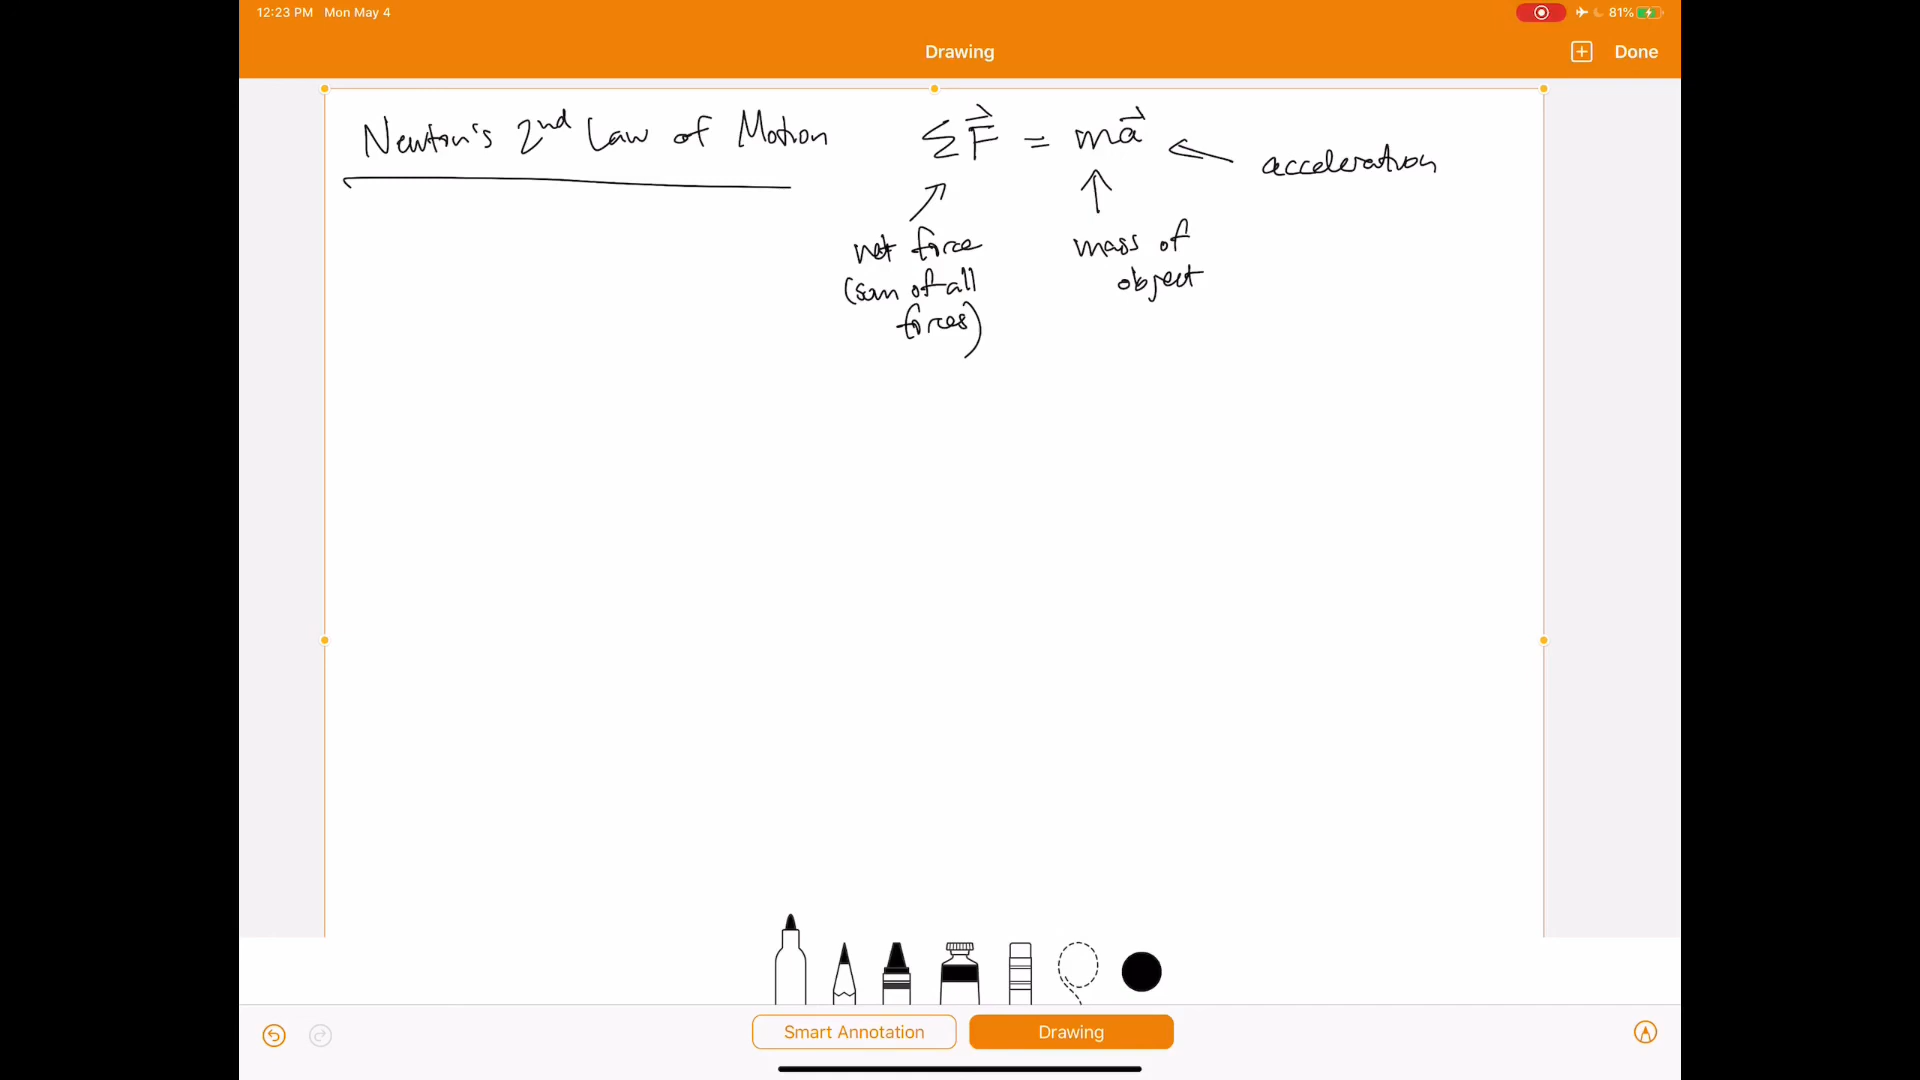 12:23 PM Mon May 4
81%
Drawing
Done
Newton's 2nd Law of Motion
ΣF⃗ = ma⃗
acceleration
net force
(sum of all
forces)
mass of
object
Smart Annotation
Drawing